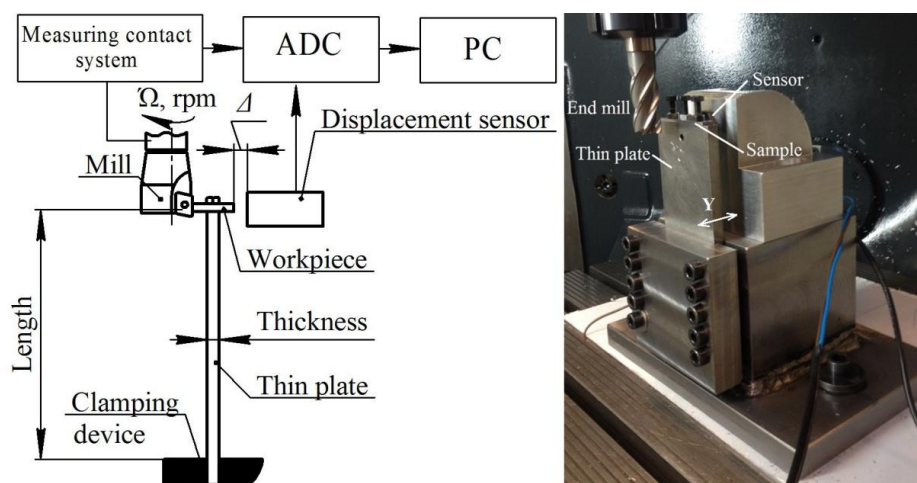 Measuring contact
system
ADC
PC
Ω, rpm
Δ
Displacement sensor
Mill
Workpiece
Length
Thickness
Thin plate
Clamping
device
Sensor
End mill
Sample
Thin plate
Y